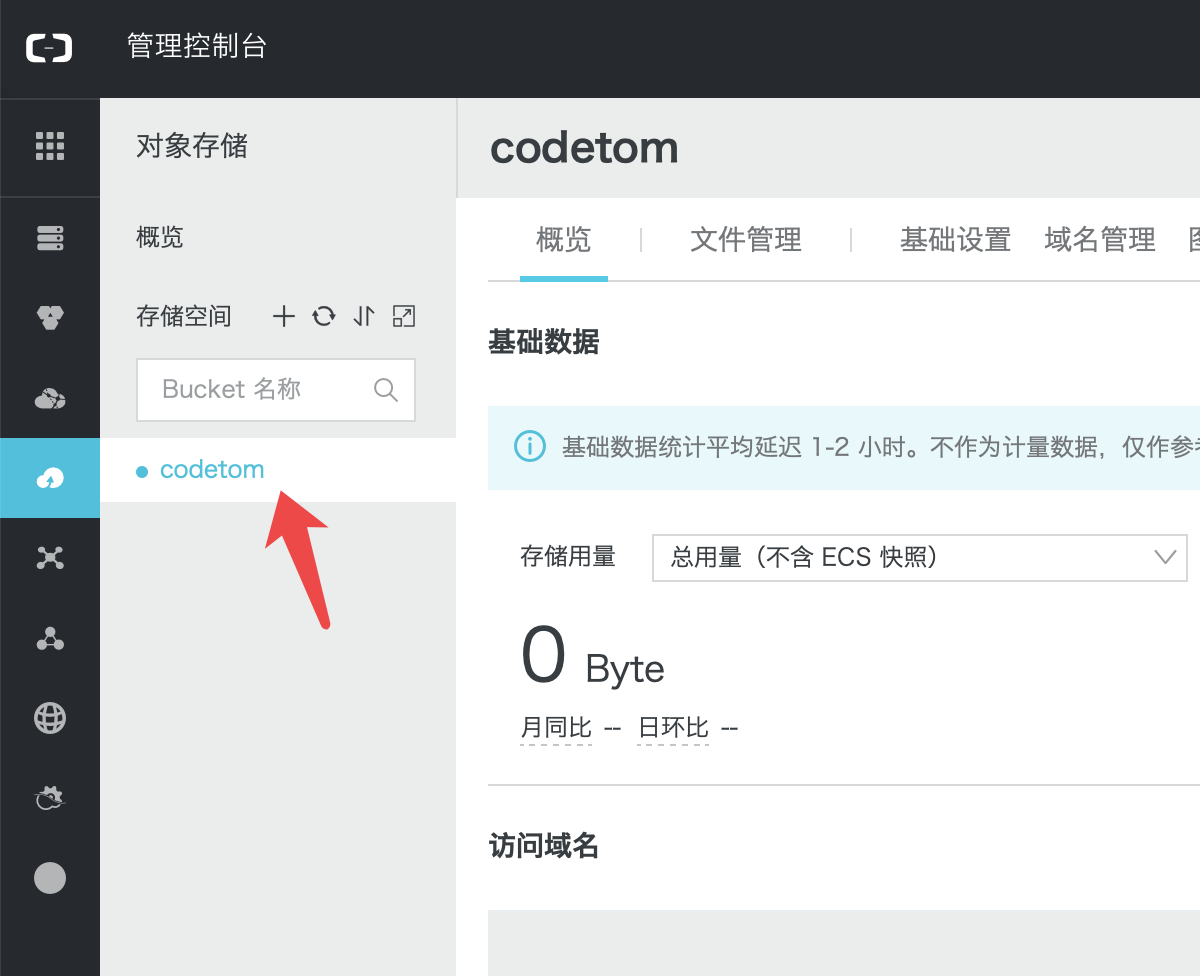 管理控制台
对象存储
概览
存储空间
Bucket 名称
codetom
codetom
概览
文件管理
基础设置
域名管理
基础数据
基础数据统计平均延迟 1-2 小时。不作为计量数据，仅作参
存储用量
总用量（不含 ECS 快照）
0 Byte
月同比 -- 日环比 --
访问域名